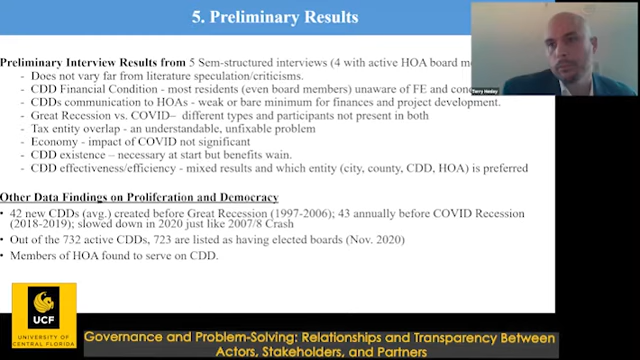 5. Preliminary Results
Preliminary Interview Results from 5 Sem-structured interviews (4 with active HOA board
- Does not vary far from literature speculation/criticisms.
- CDD Financial Condition - most residents (even board members) unaware of FE and
- CDDs communication to HOAs - weak or bare minimum for finances and project development.
- Great Recession vs. COVID– different types and participants not present in both
- Tax entity overlap - an understandable, unfixable problem
- Economy - impact of COVID not significant
- CDD existence – necessary at start but benefits wain.
- CDD effectiveness/efficiency - mixed results and which entity (city, county, CDD, HOA) is preferred
Other Data Findings on Proliferation and Democracy
• 42 new CDDs (avg.) created before Great Recession (1997-2006); 43 annually before COVID Recession
(2018-2019); slowed down in 2020 just like 2007/8 Crash
• Out of the 732 active CDDs, 723 are listed as having elected boards (Nov. 2020)
• Members of HOA found to serve on CDD.
Terry Henley
UCF
UNIVERSITY OF
CENTRAL FLORIDA
Governance and Problem-Solving: Relationships and Transparency Between
Actors, Stakeholders, and Partners